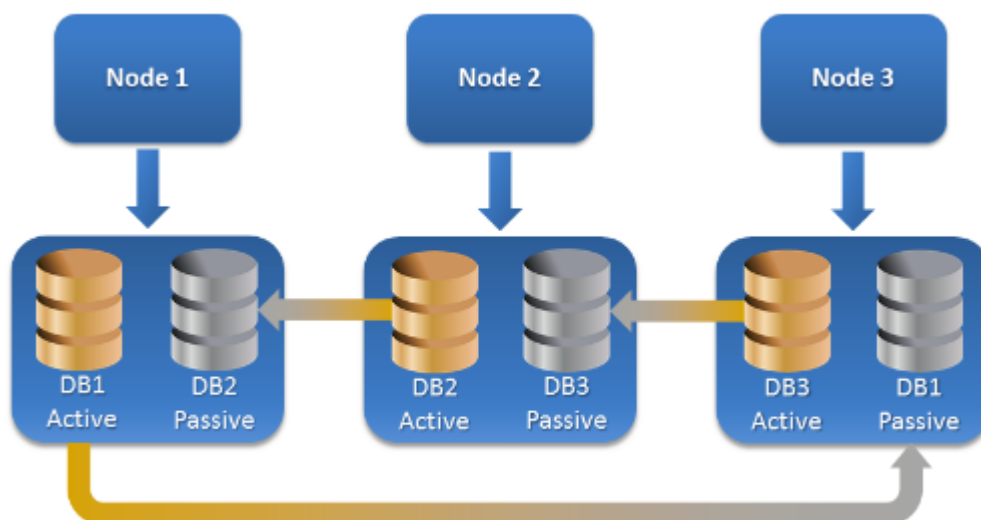 Node 1
Node 2
Node 3
DB1
Active
DB2
Passive
DB2
Active
DB3
Passive
DB3
Active
DB1
Passive